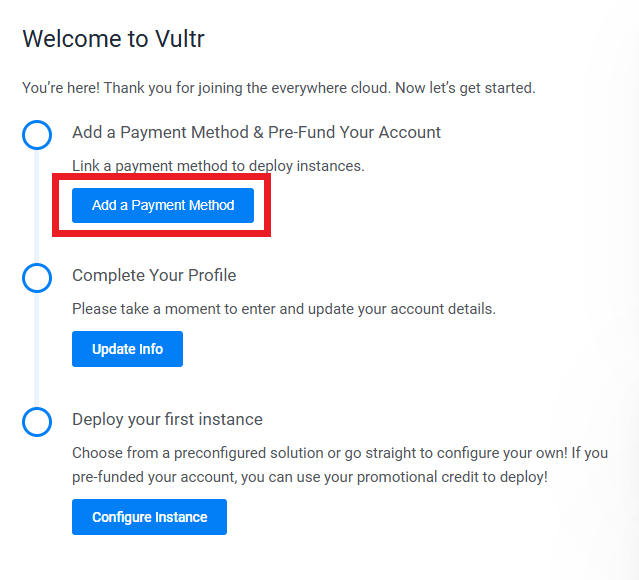 Welcome to Vultr
You’re here! Thank you for joining the everywhere cloud. Now let’s get started.
Add a Payment Method & Pre-Fund Your Account
Link a payment method to deploy instances.
Add a Payment Method
Complete Your Profile
Please take a moment to enter and update your account details.
Update Info
Deploy your first instance
Choose from a preconfigured solution or go straight to configure your own! If you
pre-funded your account, you can use your promotional credit to deploy!
Configure Instance